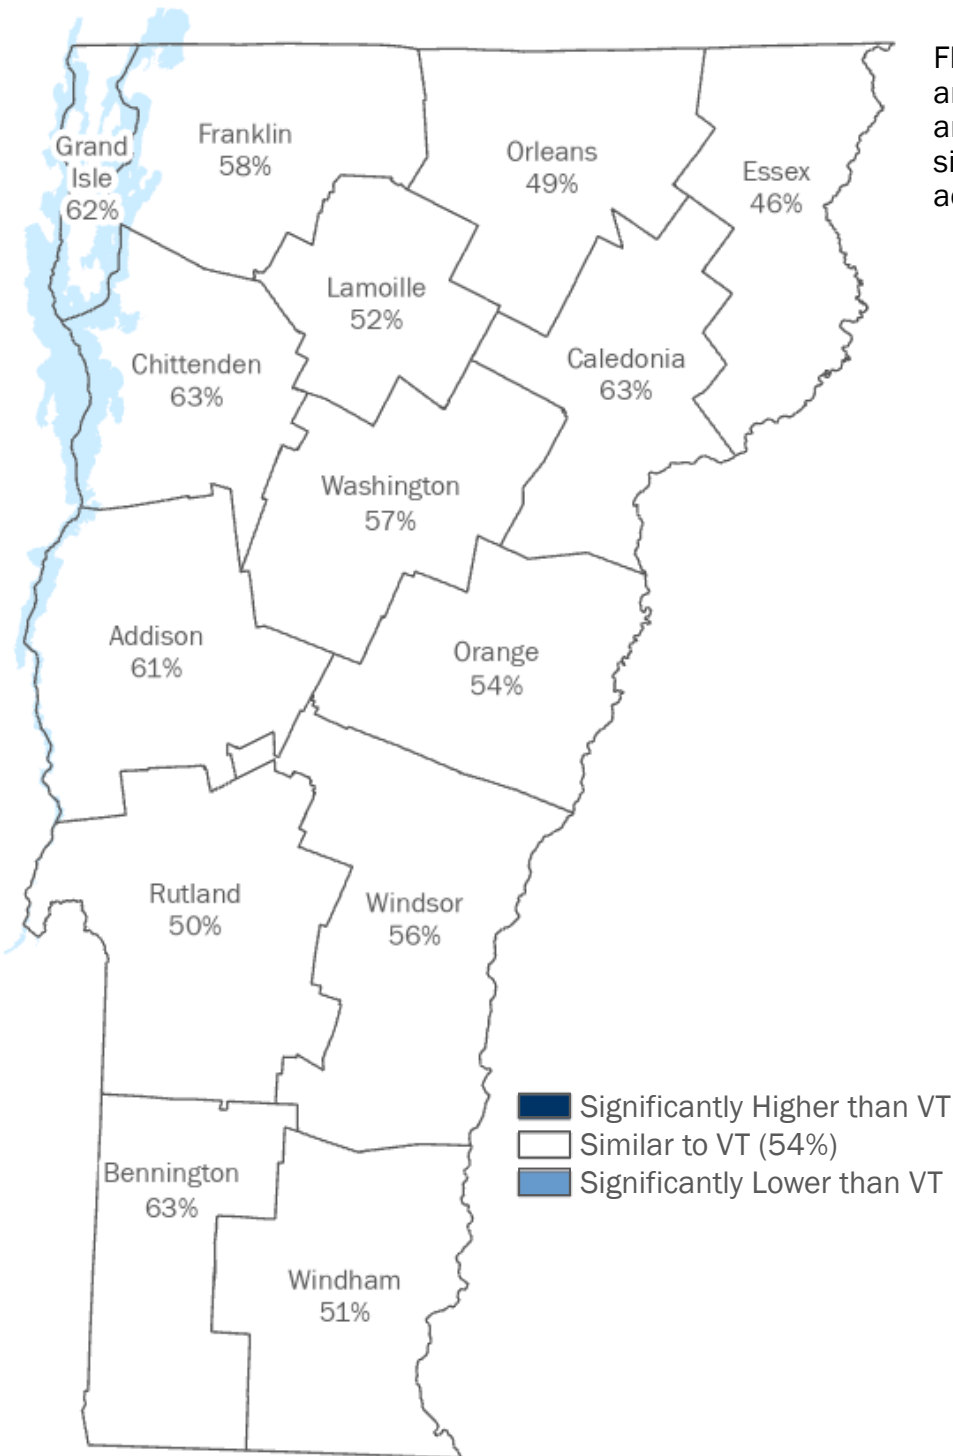 Grand
Isle
62%
Franklin
58%
Orleans
49%
Essex
46%
Lamoille
52%
Chittenden
63%
Caledonia
63%
Washington
57%
Addison
61%
Orange
54%
Rutland
50%
Windsor
56%
Bennington
63%
Windham
51%
Significantly Higher than VT
Similar to VT (54%)
Significantly Lower than VT